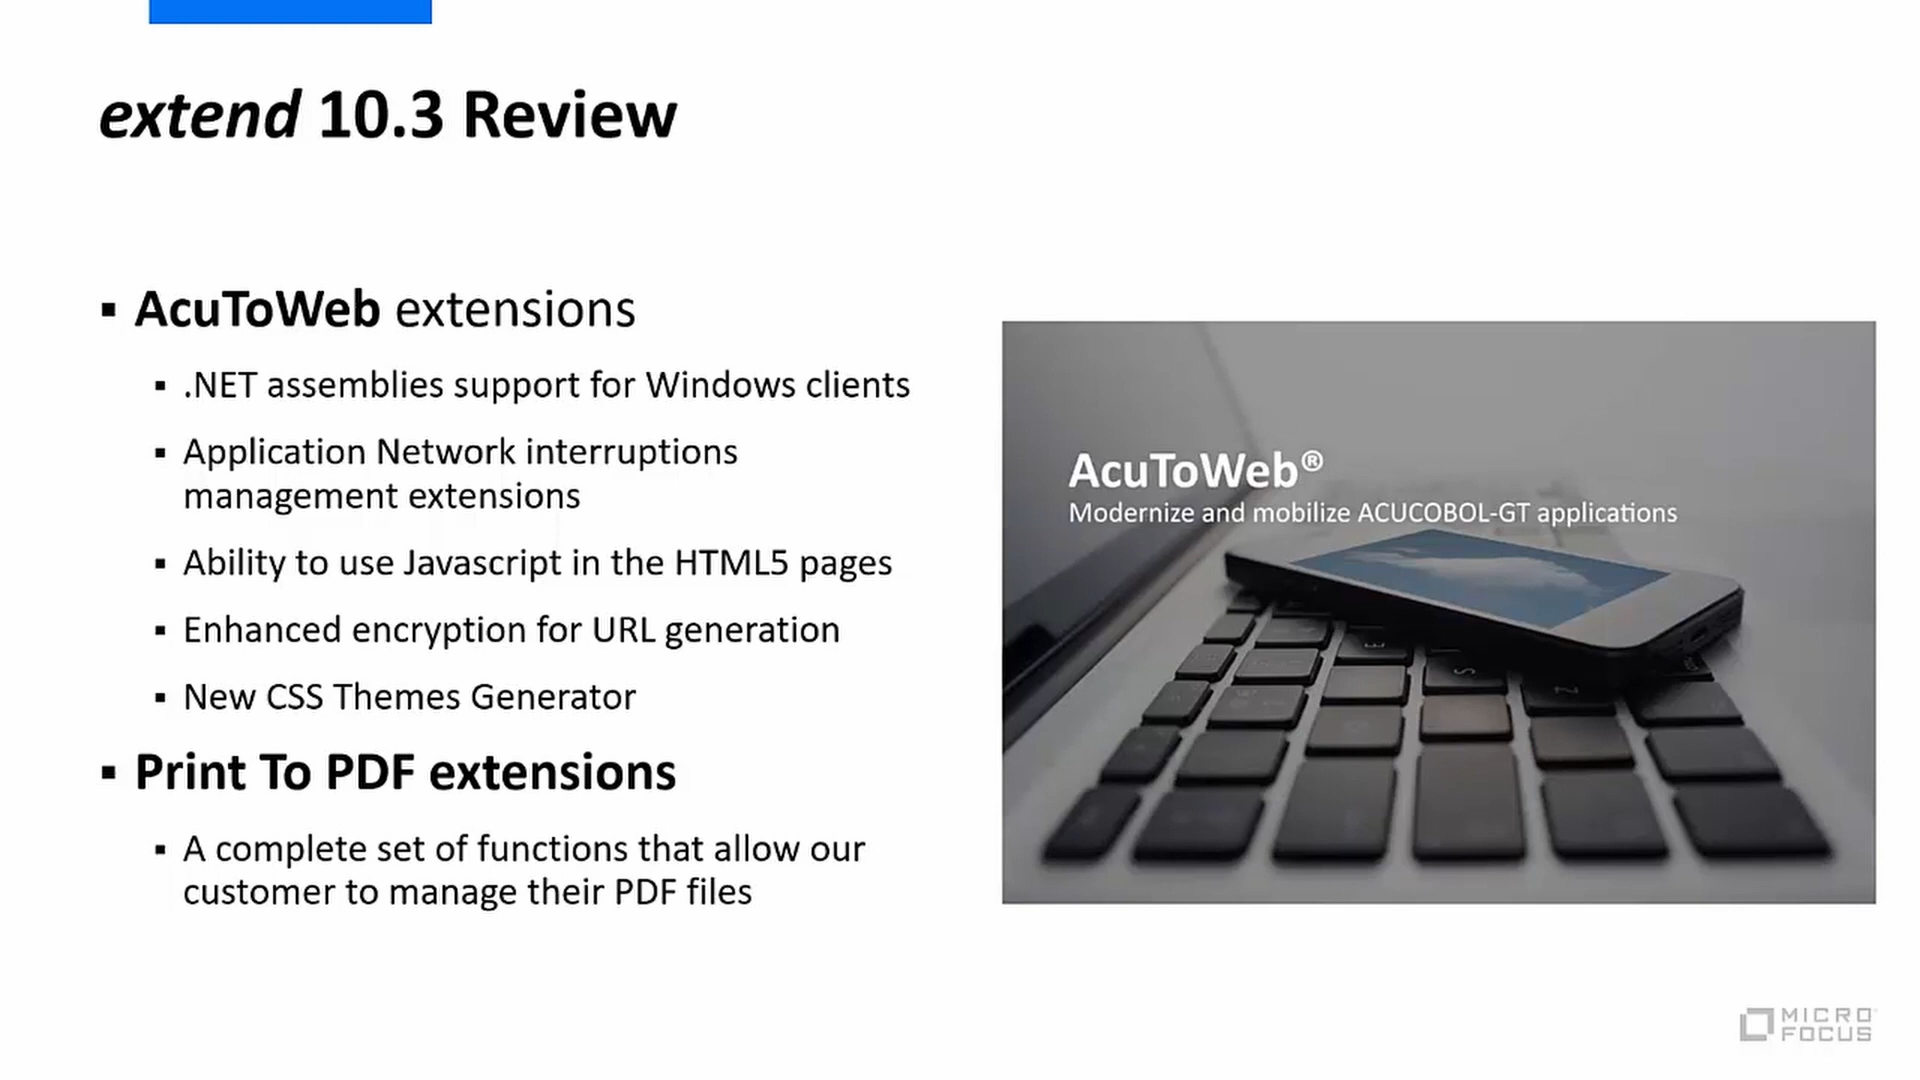 extend 10.3 Review
▪ AcuToWeb extensions
▪ .NET assemblies support for Windows clients
▪ Application Network interruptions
management extensions
▪ Ability to use Javascript in the HTML5 pages
▪ Enhanced encryption for URL generation
▪ New CSS Themes Generator
▪ Print To PDF extensions
▪ A complete set of functions that allow our
customer to manage their PDF files
AcuToWeb®
Modernize and mobilize ACUCOBOL-GT applications
E
S
Z
MICRO
FOCUS